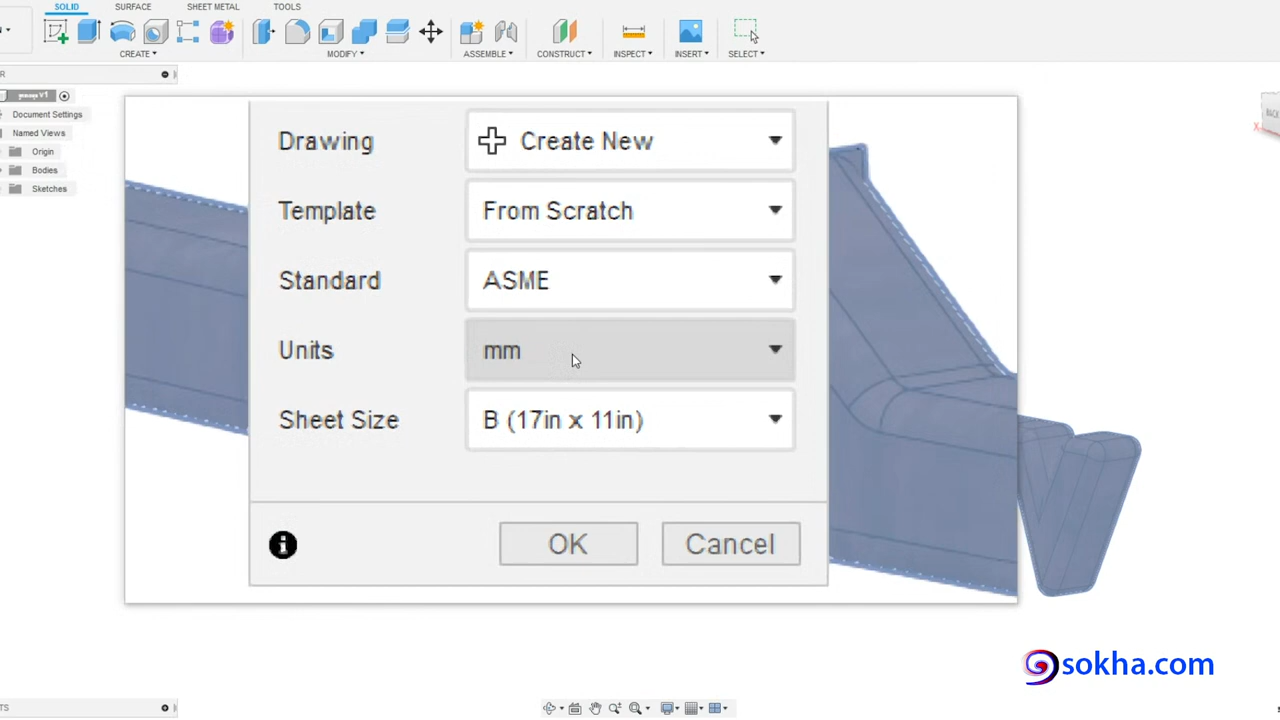 SOLID SURFACE SHEET METAL TOOLS
CREATE MODIFY ASSEMBLE CONSTRUCT INSPECT INSERT SELECT
Document Settings
Named Views
Origin
Bodies
Sketches
BACK
X
Drawing Create New
Template From Scratch
Standard ASME
Units mm
Sheet Size B (17in x 11in)
OK Cancel
sokha.com